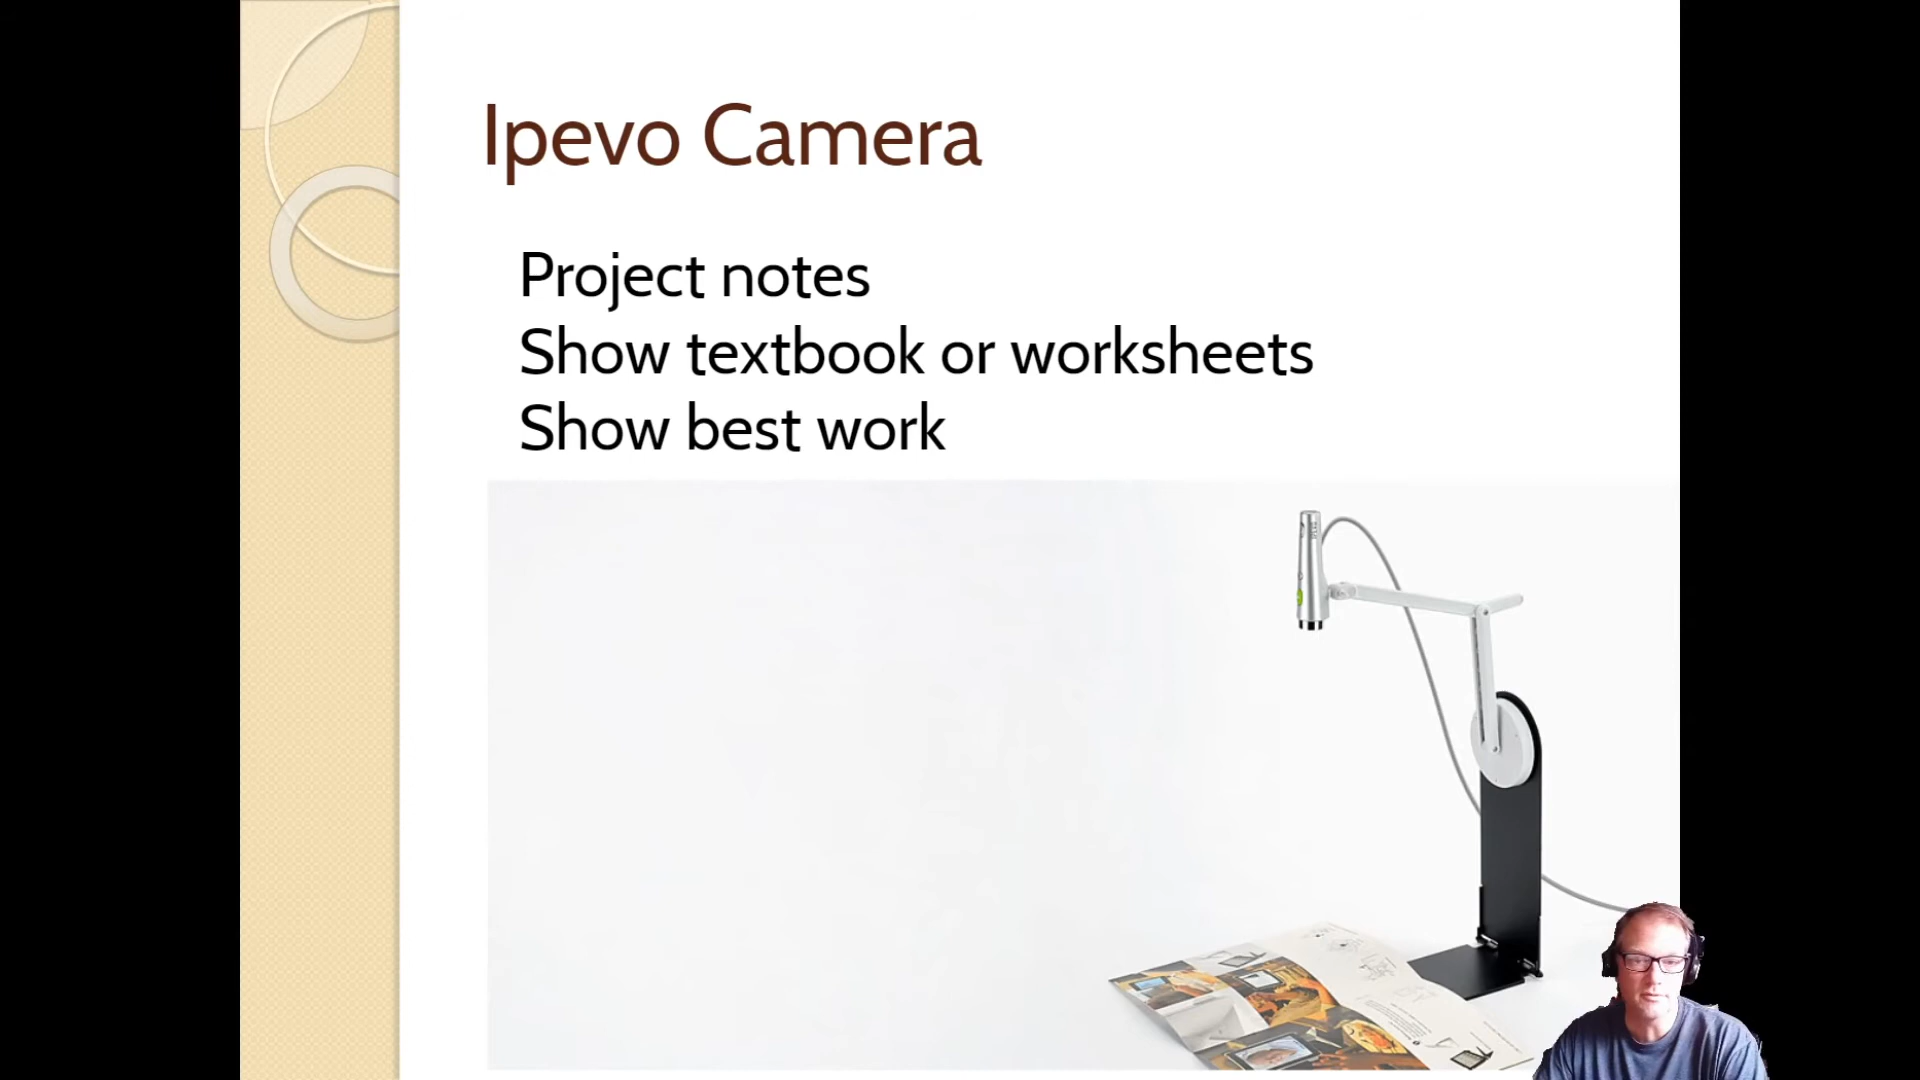 Ipevo Camera
Project notes
Show textbook or worksheets
Show best work